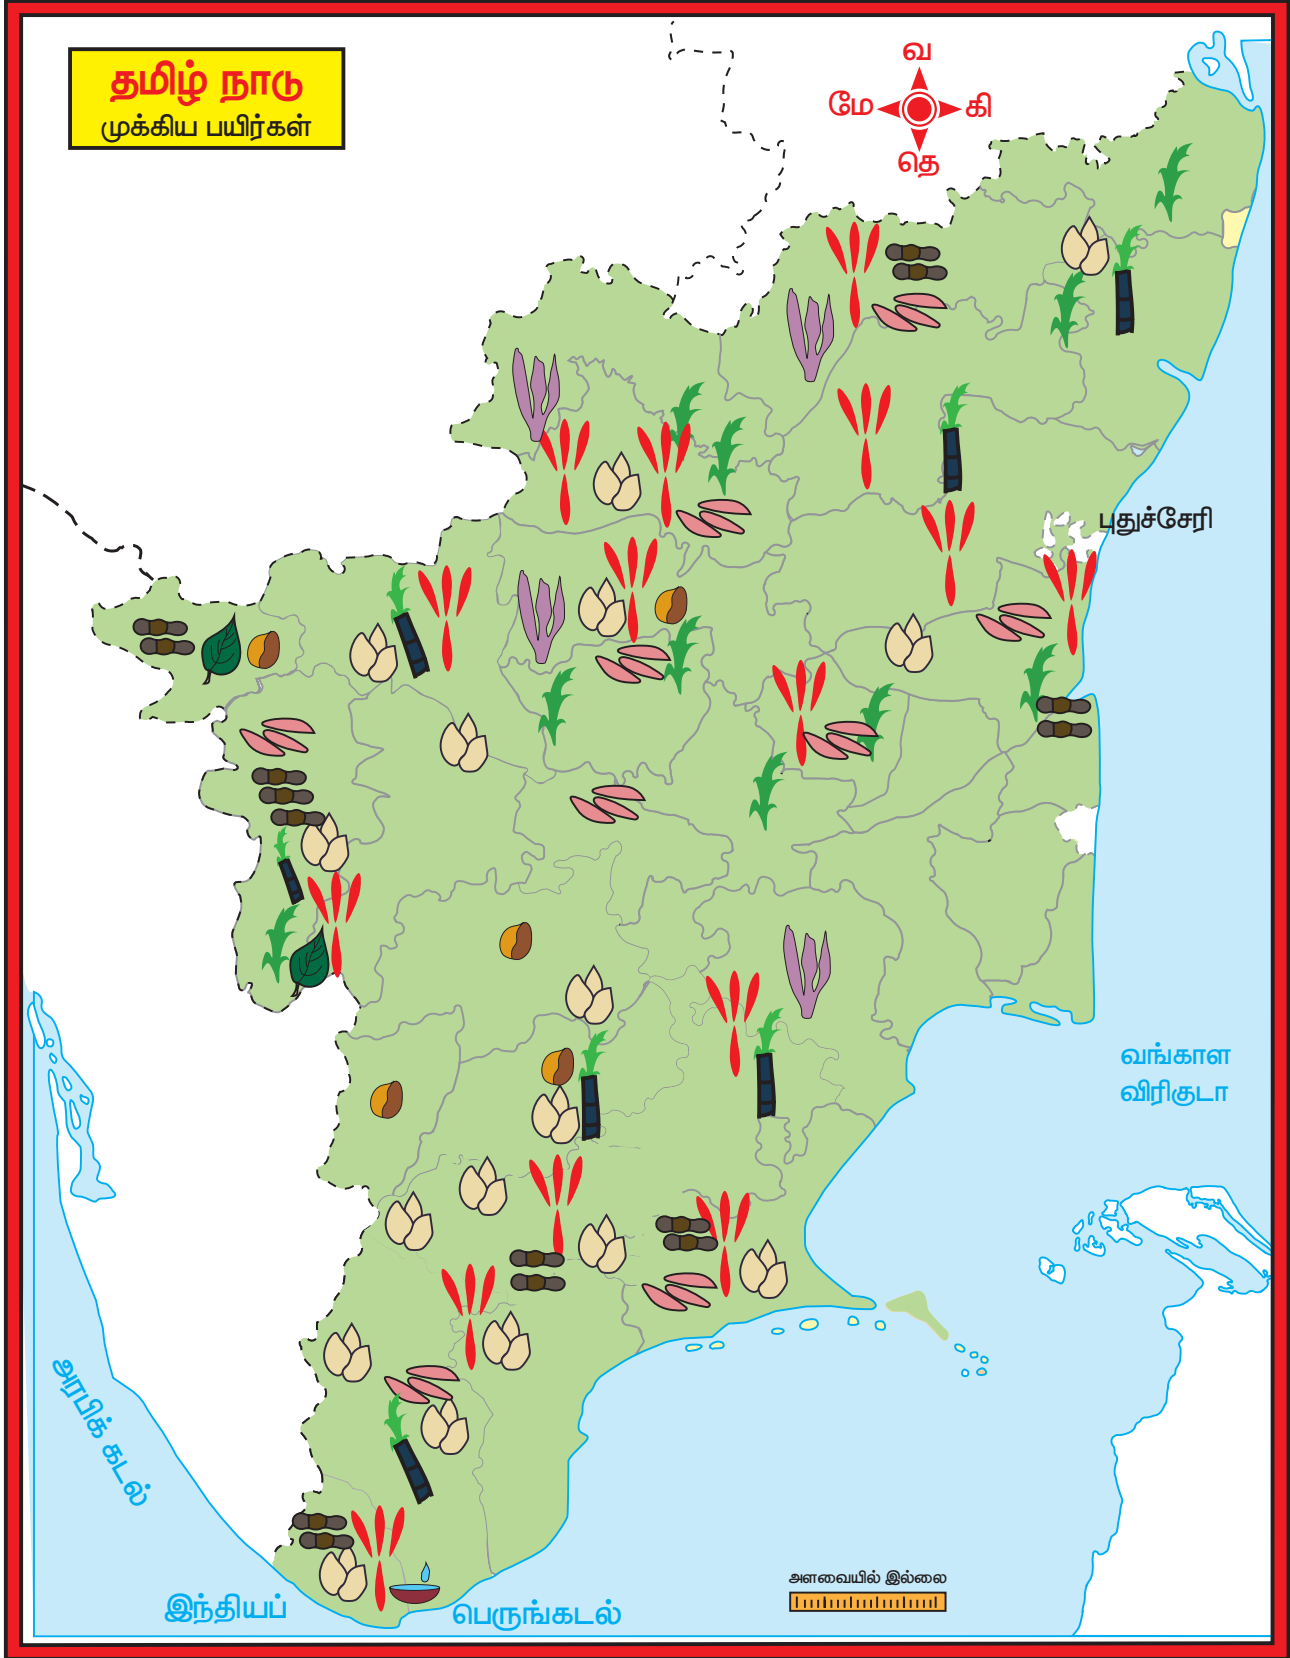 தமிழ் நாடு
முக்கிய பயிர்கள்
வ
மே
கி
தெ
புதுச்சேரி
வங்காள
விரிகுடா
அரபிக் கடல்
அளவையில் இல்லை
இந்தியப்
பெருங்கடல்